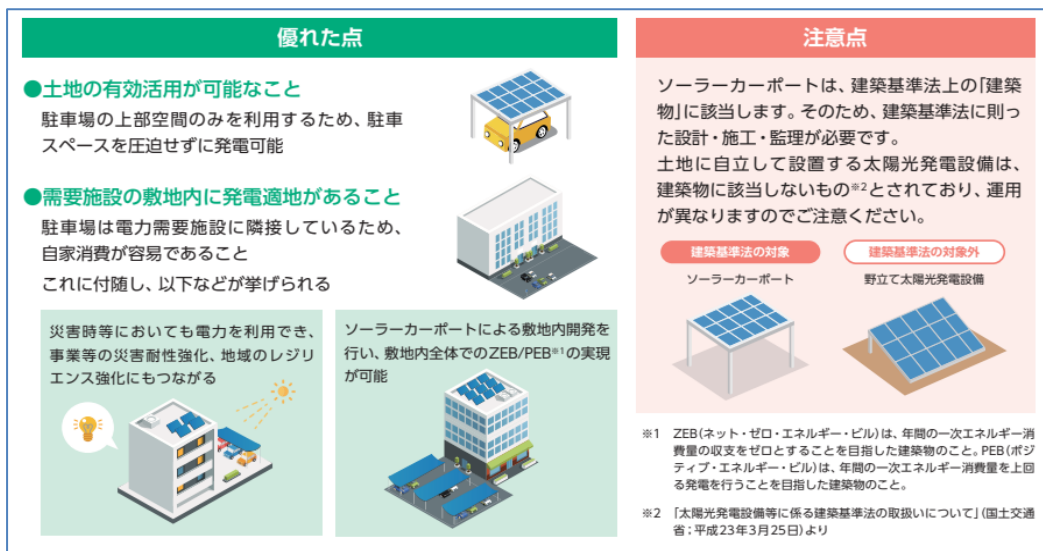 優れた点
●土地の有効活用が可能なこと
駐車場の上部空間のみを利用するため、駐車
スペースを圧迫せずに発電可能
●需要施設の敷地内に発電適地があること
駐車場は電力需要施設に隣接しているため、
自家消費が容易であること
これに付随し、以下などが挙げられる
災害時等においても電力を利用でき、
事業等の災害耐性強化、地域のレジリ
エンス強化にもつながる
ソーラーカーポートによる敷地内開発を
行い、敷地内全体でのZEB/PEB※1の実現
が可能
注意点
ソーラーカーポートは、建築基準法上の「建築
物」に該当します。そのため、建築基準法に則っ
た設計・施工・監理が必要です。
土地に自立して設置する太陽光発電設備は、
建築物に該当しないもの※2とされており、運用
が異なりますのでご注意ください。
建築基準法の対象
ソーラーカーポート
建築基準法の対象外
野立て太陽光発電設備
※1 ZEB(ネット・ゼロ・エネルギー・ビル)は、年間の一次エネルギー消
費量の収支をゼロとすることを目指した建築物のこと。PEB(ポジ
ティブ・エネルギー・ビル)は、年間の一次エネルギー消費量を上回
る発電を行うことを目指した建築物のこと。
※2 「太陽光発電設備等に係る建築基準法の取扱いについて」(国土交通
省：平成23年3月25日)より